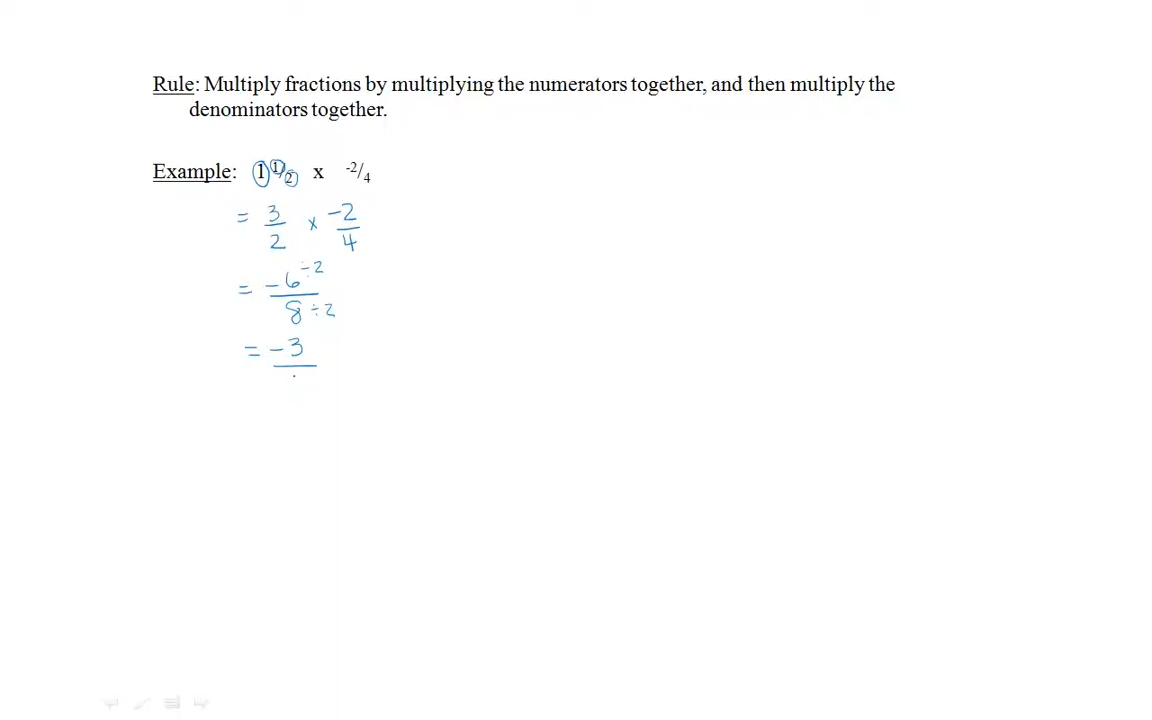 Rule: Multiply fractions by multiplying the numerators together, and then multiply the
denominators together.
Example: 1 1/2 x -2/4
= 3/2 x -2/4
= -6 ÷2 / 8 ÷2
= -3